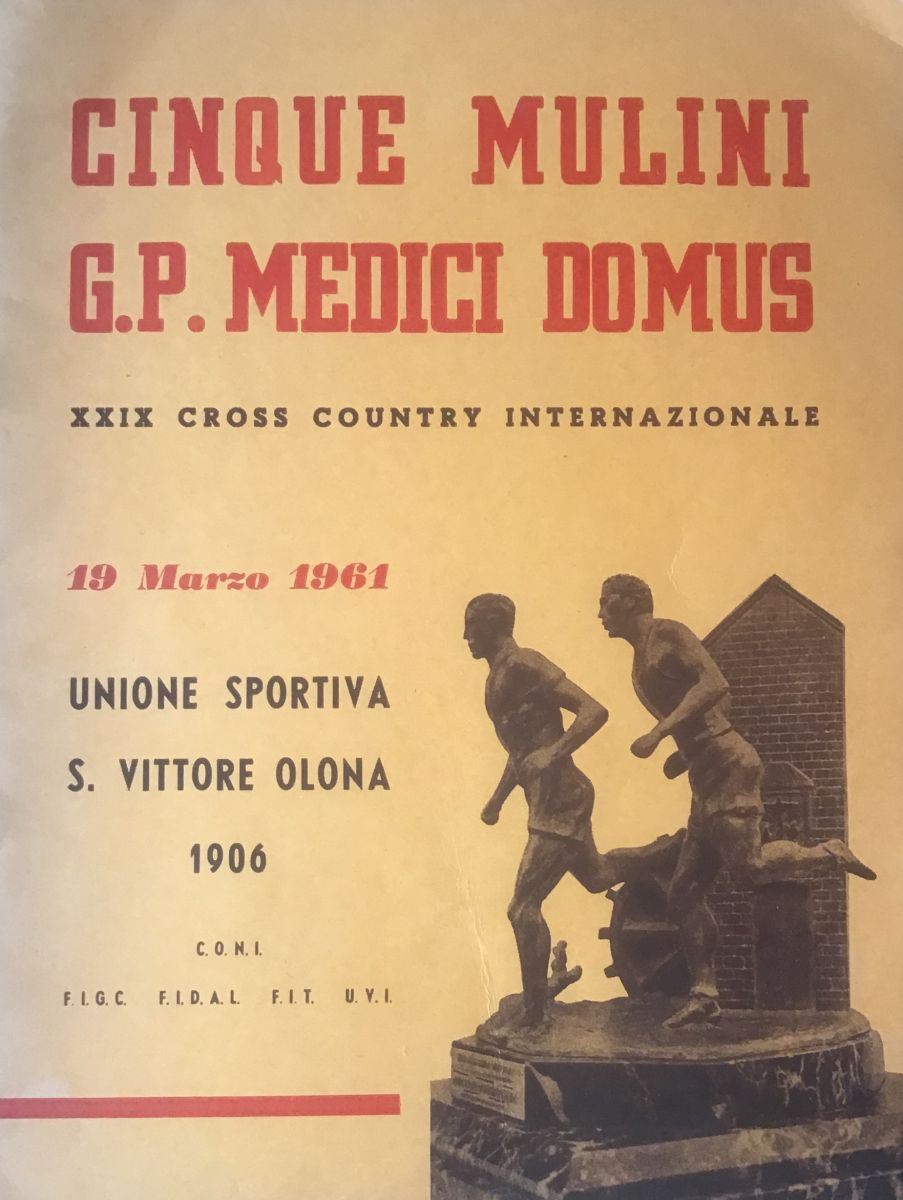 CINQUE MULINI
G.P. MEDICI DOMUS
XXIX CROSS COUNTRY INTERNAZIONALE
19 Marzo 1961
UNIONE SPORTIVA
S. VITTORE OLONA
1906
C. O. N. I.
F. I. G. C. F. I. D. A. L. F. I. T. U. V. I.